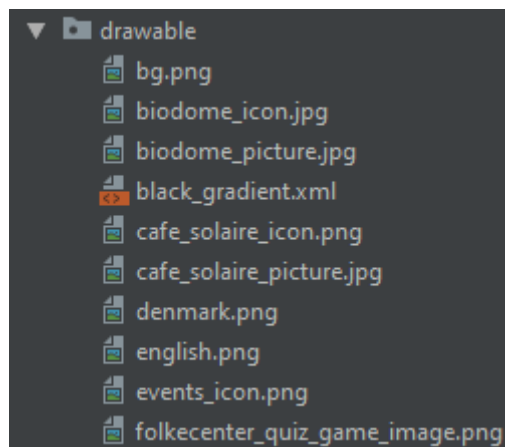 drawable
bg.png
biodome_icon.jpg
biodome_picture.jpg
black_gradient.xml
cafe_solaire_icon.png
cafe_solaire_picture.jpg
denmark.png
english.png
events_icon.png
folkecenter_quiz_game_image.png